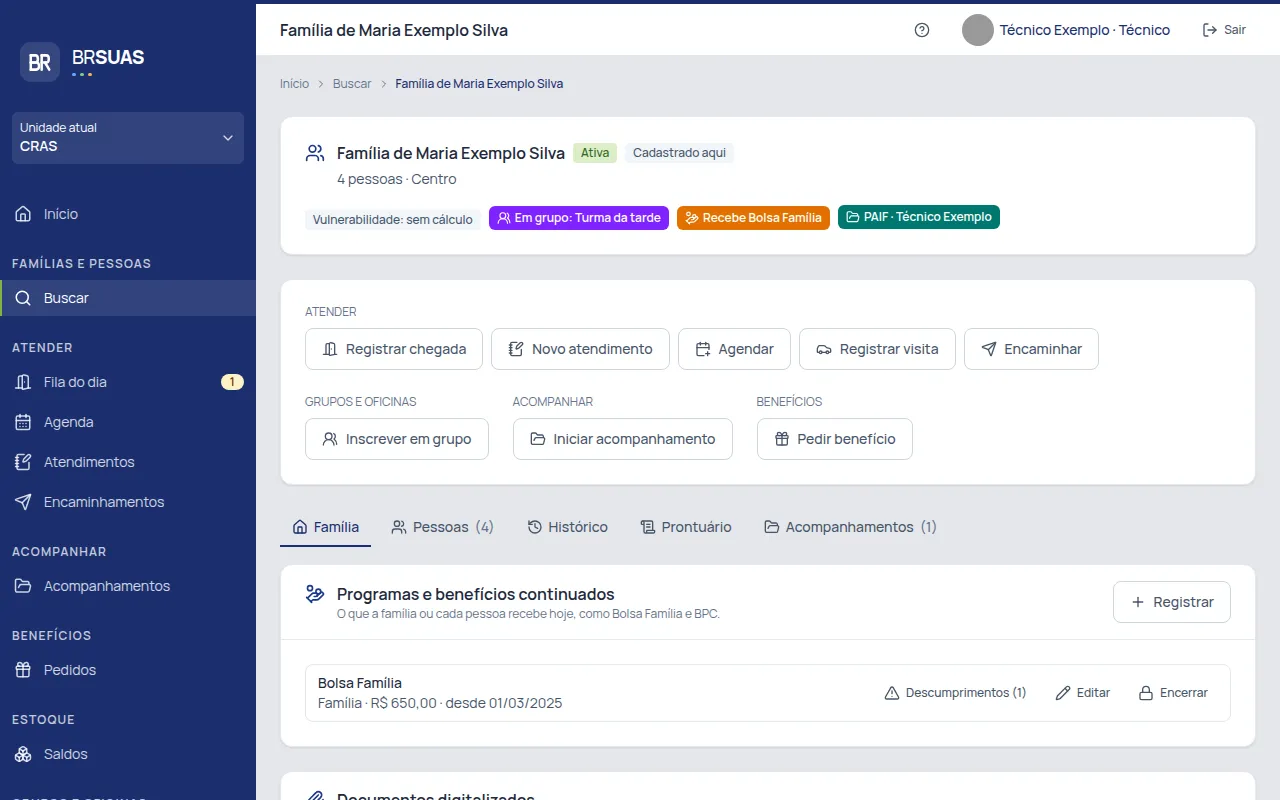 BR
BRSUAS
Unidade atual
CRAS
Início
FAMÍLIAS E PESSOAS
Buscar
ATENDER
Fila do dia
1
Agenda
Atendimentos
Encaminhamentos
ACOMPANHAR
Acompanhamentos
BENEFÍCIOS
Pedidos
ESTOQUE
Saldos
GRUPOS E OFICINAS
Família de Maria Exemplo Silva
Técnico Exemplo · Técnico
Sair
Início > Buscar > Família de Maria Exemplo Silva
Família de Maria Exemplo Silva Ativa Cadastrado aqui
4 pessoas · Centro
Vulnerabilidade: sem cálculo Em grupo: Turma da tarde Recebe Bolsa Família PAIF · Técnico Exemplo
ATENDER
Registrar chegada Novo atendimento Agendar Registrar visita Encaminhar
GRUPOS E OFICINAS ACOMPANHAR BENEFÍCIOS
Inscrever em grupo Iniciar acompanhamento Pedir benefício
Família Pessoas (4) Histórico Prontuário Acompanhamentos (1)
Programas e benefícios continuados
O que a família ou cada pessoa recebe hoje, como Bolsa Família e BPC.
+ Registrar
Bolsa Família
Família · R$ 650,00 · desde 01/03/2025
Descumprimentos (1) Editar Encerrar
Documentos digitalizados